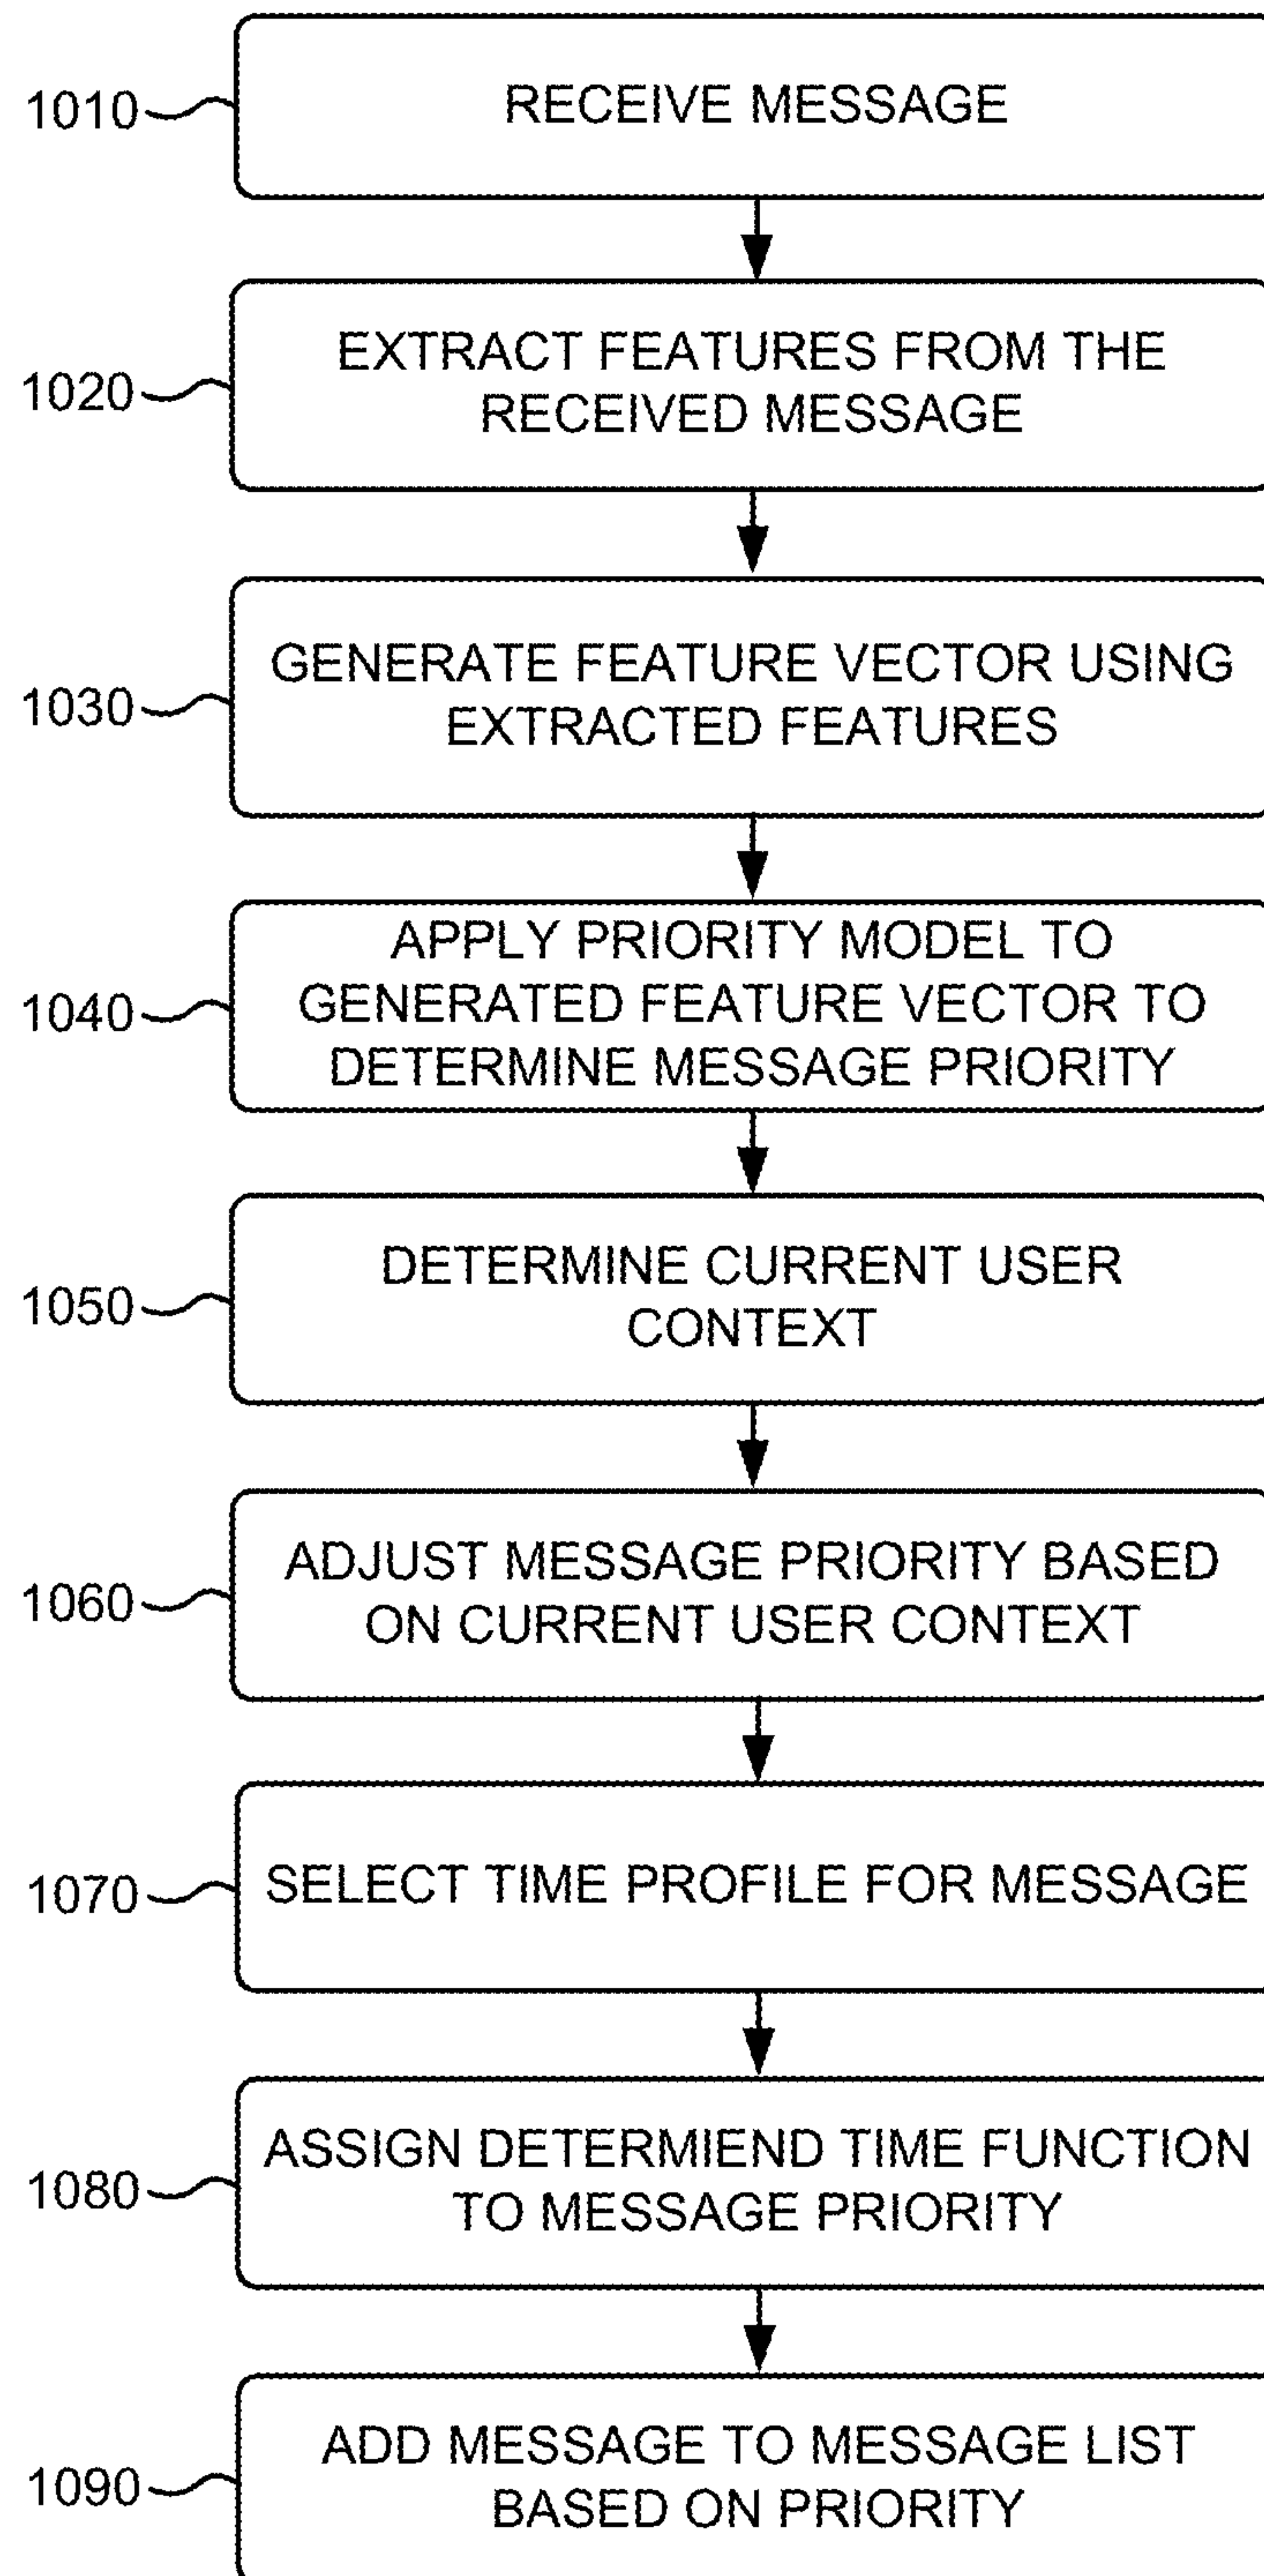 1010
RECEIVE MESSAGE
1020
EXTRACT FEATURES FROM THE
RECEIVED MESSAGE
1030
GENERATE FEATURE VECTOR USING
EXTRACTED FEATURES
1040
APPLY PRIORITY MODEL TO
GENERATED FEATURE VECTOR TO
DETERMINE MESSAGE PRIORITY
1050
DETERMINE CURRENT USER
CONTEXT
1060
ADJUST MESSAGE PRIORITY BASED
ON CURRENT USER CONTEXT
1070
SELECT TIME PROFILE FOR MESSAGE
1080
ASSIGN DETERMIEND TIME FUNCTION
TO MESSAGE PRIORITY
1090
ADD MESSAGE TO MESSAGE LIST
BASED ON PRIORITY